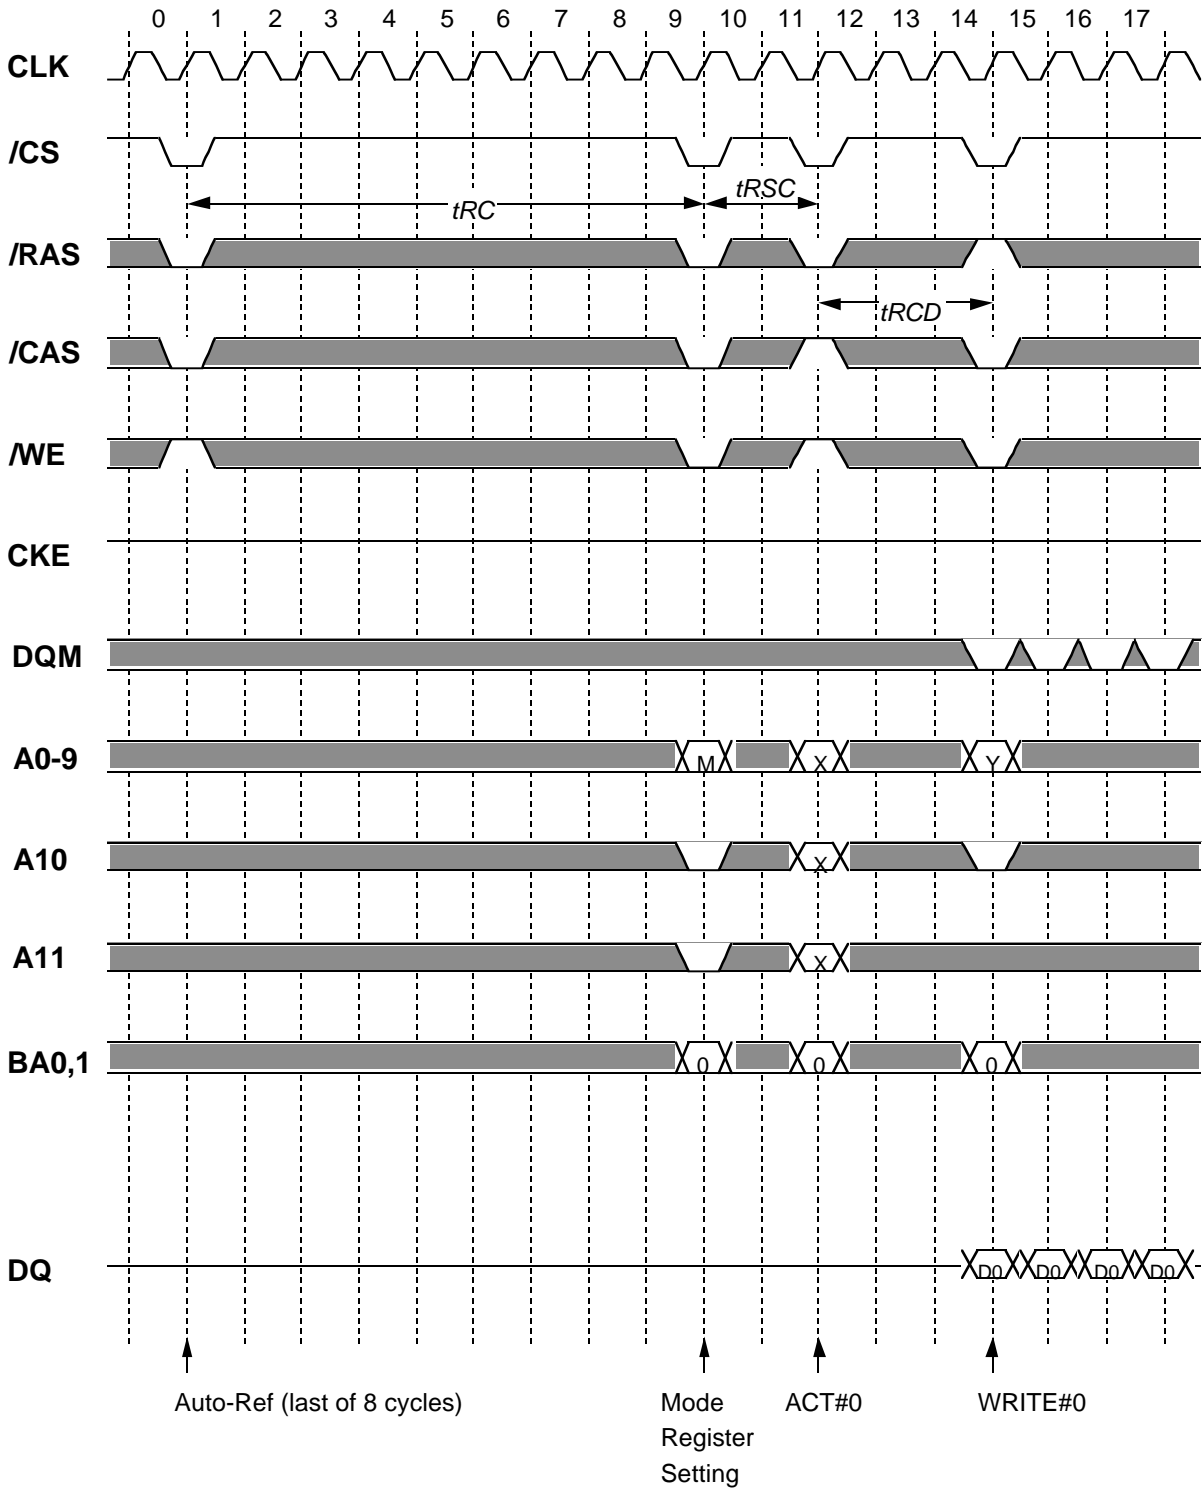 0 1 2 3 4 5 6 7 8 9 10 11 12 13 14 15 16 17
CLK
/CS
tRC
tRSC
/RAS
tRCD
/CAS
/WE
CKE
DQM
A0-9 M X Y
A10 X
A11 X
BA0,1 0 0 0
DQ D0 D0 D0 D0
Auto-Ref (last of 8 cycles) Mode ACT#0 WRITE#0
Register
Setting